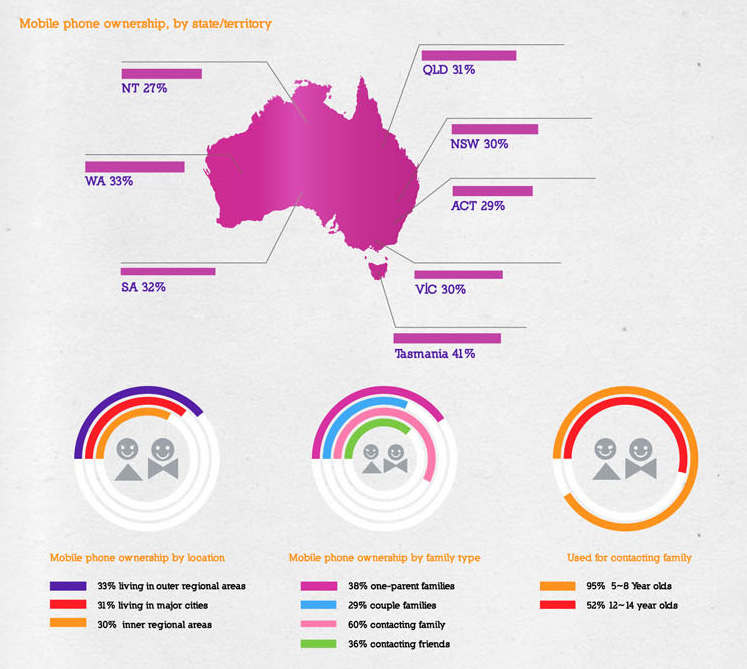 Mobile phone ownership, by state/territory
QLD 31%
NT 27%
NSW 30%
WA 33%
ACT 29%
SA 32%
VIC 30%
Tasmania 41%
Mobile phone ownership by location
33% living in outer regional areas
31% living in major cities
30% inner regional areas
Mobile phone ownership by family type
38% one-parent families
29% couple families
60% contacting family
36% contacting friends
Used for contacting family
95% 5~8 Year olds
52% 12~14 year olds